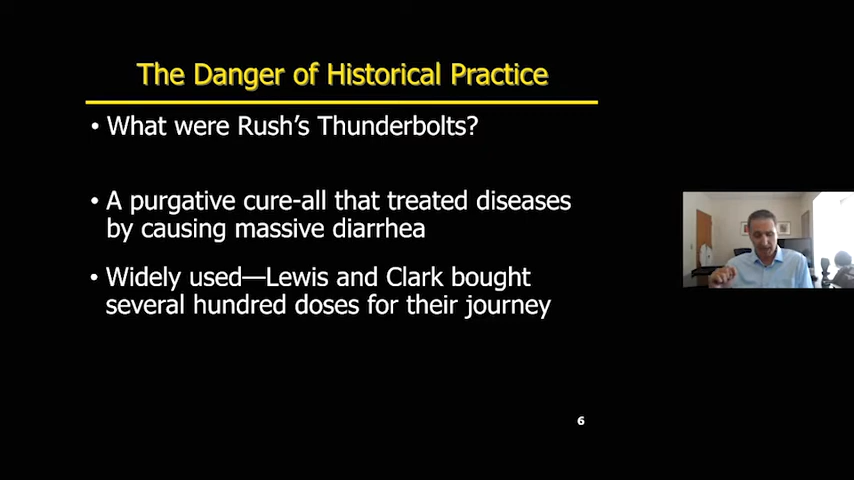 The Danger of Historical Practice
• What were Rush's Thunderbolts?
• A purgative cure-all that treated diseases
by causing massive diarrhea
• Widely used—Lewis and Clark bought
several hundred doses for their journey
6